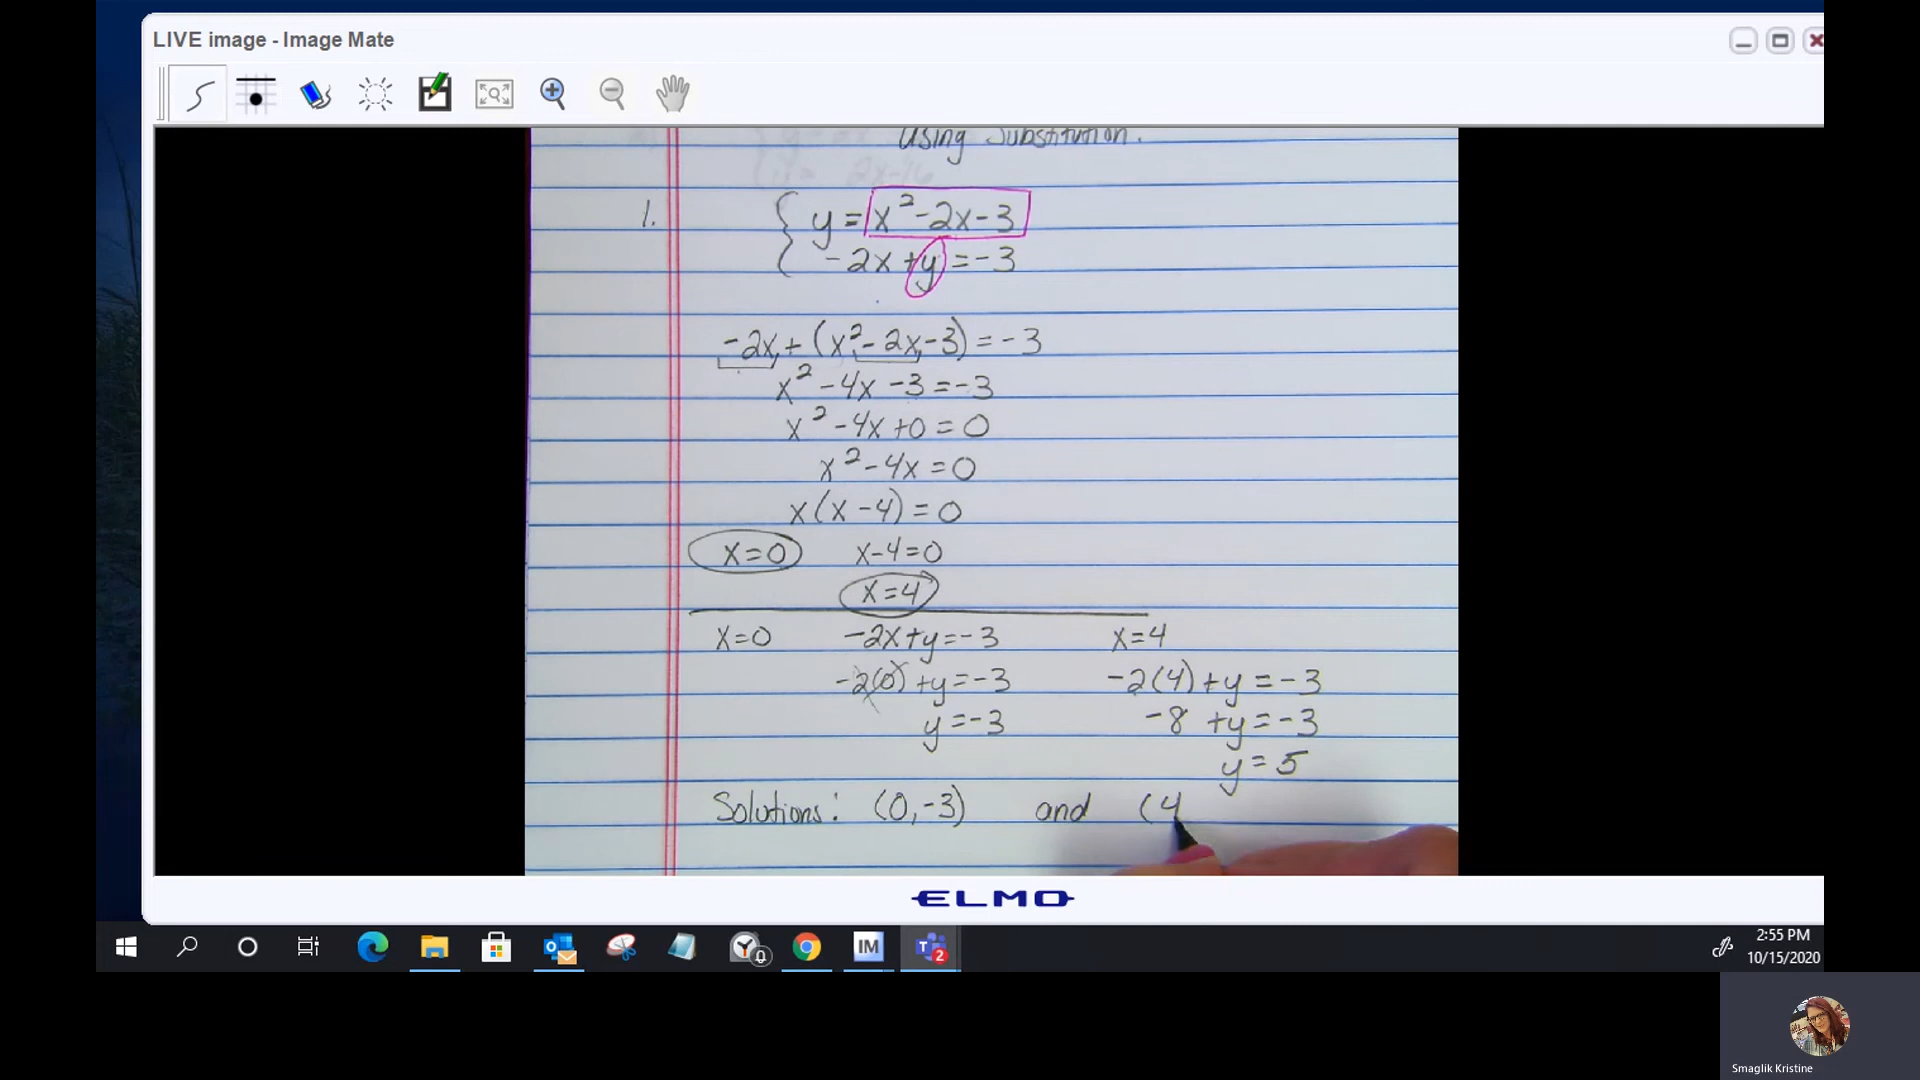 LIVE image - Image Mate
Using Substitution.
1. { y = x² - 2x - 3
-2x + y = -3
-2x + (x² - 2x - 3) = -3
x² - 4x - 3 = -3
x² - 4x + 0 = 0
x² - 4x = 0
x(x - 4) = 0
x = 0 x - 4 = 0
x = 4
x = 0 -2x + y = -3 x = 4
-2(0) + y = -3 -2(4) + y = -3
y = -3 -8 + y = -3
y = 5
Solutions: (0, -3) and (4
ELMO
IM
T
2
2:55 PM
10/15/2020
Smaglik Kristine